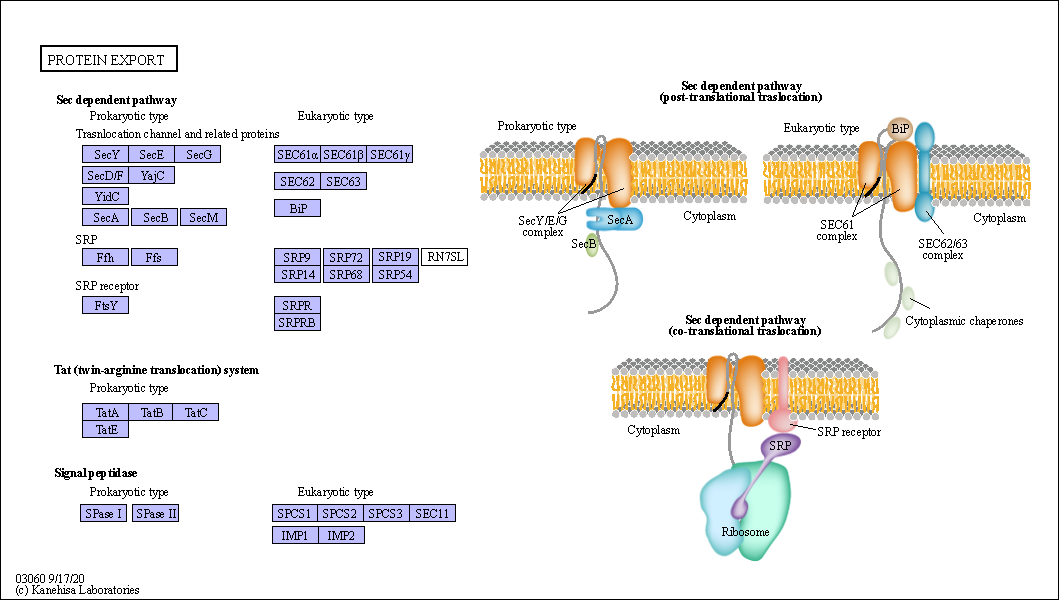 PROTEIN EXPORT
Sec dependent pathway
Prokaryotic type
Eukaryotic type
Trasnlocation channel and related proteins
SecY SecE SecG
SEC61α SEC61β SEC61γ
SecD/F YajC
SEC62 SEC63
YidC
BiP
SecA SecB SecM
SRP
Ffh Ffs
SRP9 SRP72 SRP19 RN7SL
SRP14 SRP68 SRP54
SRP receptor
FtsY
SRPR
SRPRB
Tat (twin-arginine translocation) system
Prokaryotic type
TatA TatB TatC
TatE
Signal peptidase
Prokaryotic type
Eukaryotic type
SPase I SPase II
SPCS1 SPCS2 SPCS3 SEC11
IMP1 IMP2
03060 9/17/20
(c) Kanehisa Laboratories
Sec dependent pathway
(post-translational traslocation)
Prokaryotic type
SecY/E/G
complex
SecA
SecB
Cytoplasm
Eukaryotic type
BiP
SEC61
complex
Cytoplasm
SEC62/63
complex
Cytoplasmic chaperones
Sec dependent pathway
(co-translational traslocation)
Cytoplasm
SRP receptor
SRP
Ribosome